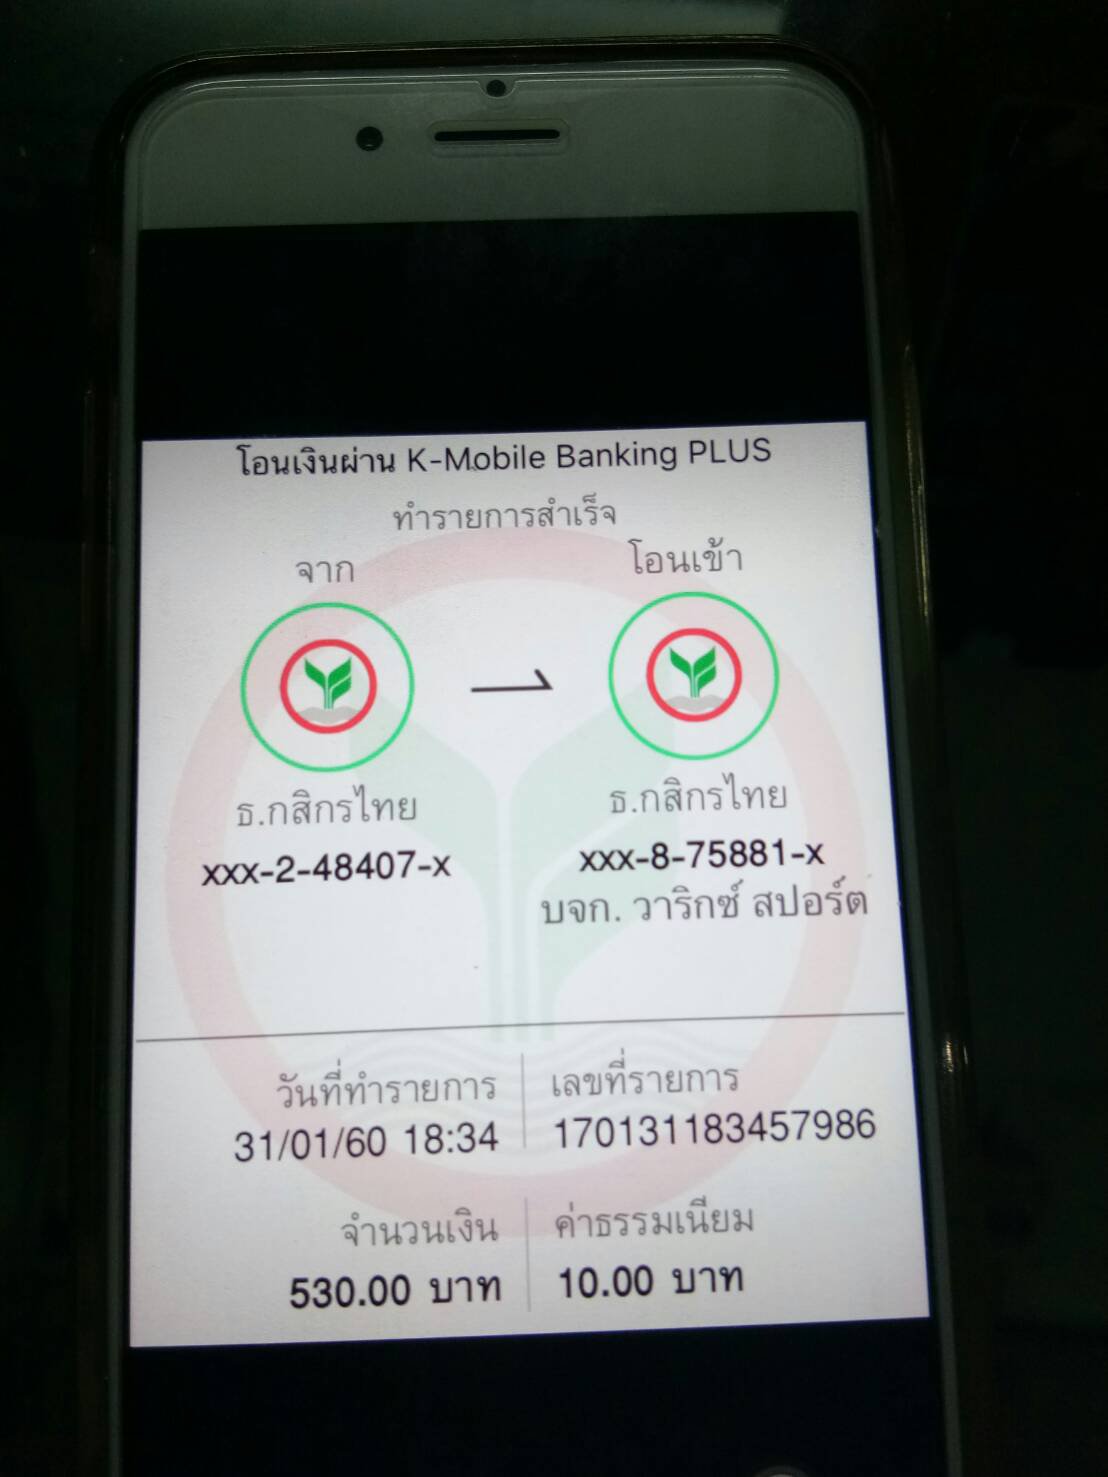 โอนเงินผ่าน K-Mobile Banking PLUS
ทำรายการสำเร็จ
จาก
โอนเข้า
ธ.กสิกรไทย
ธ.กสิกรไทย
xxx-2-48407-x
xxx-8-75881-x
บจก. วาริกซ์ สปอร์ต
วันที่ทำรายการ
เลขที่รายการ
31/01/60 18:34
170131183457986
จำนวนเงิน
ค่าธรรมเนียม
530.00 บาท
10.00 บาท